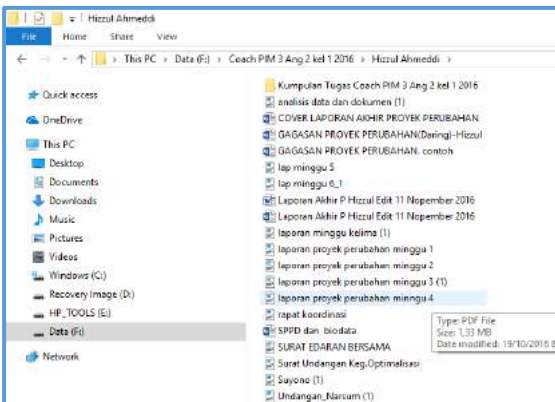 Hizzul Ahmeddi
File Home Share View
This PC > Data (F:) > Coach PIM 3 Ang 2 kel 1 2016 > Hizzul Ahmeddi >
Quick access
OneDrive
This PC
Desktop
Documents
Downloads
Music
Pictures
Videos
Windows (C:)
Recovery Image (D:)
HP_TOOLS (E:)
Data (F:)
Network
Kumpulan Tugas Coach PIM 3 Ang 2 kel 1 2016
analisis data dan dokumen (1)
COVER LAPORAN AKHIR PROYEK PERUBAHAN
GAGASAN PROYEK PERUBAHAN(Daring)-Hizzul
GAGASAN PROYEK PERUBAHAN. contoh
lap minggu 5
lap minggu 6_1
Laporan Akhir P Hizzul Edit 11 Nopember 2016
Laporan Akhir P Hizzul Edit 11 Nopember 2016
laporan minggu kelima (1)
laporan proyek perubahan minggu 1
laporan proyek perubahan minggu 2
laporan proyek perubahan minggu 3 (1)
laporan proyek perubahan minngu 4
rapat koordinasi
SPPD dan biodata
SURAT EDARAN BERSAMA
Surat Undangan Keg.Optimalisasi
Suyono (1)
Undangan_Narsum (1)
Type: PDF File
Size: 1,33 MB
Date modified: 19/10/2016 8